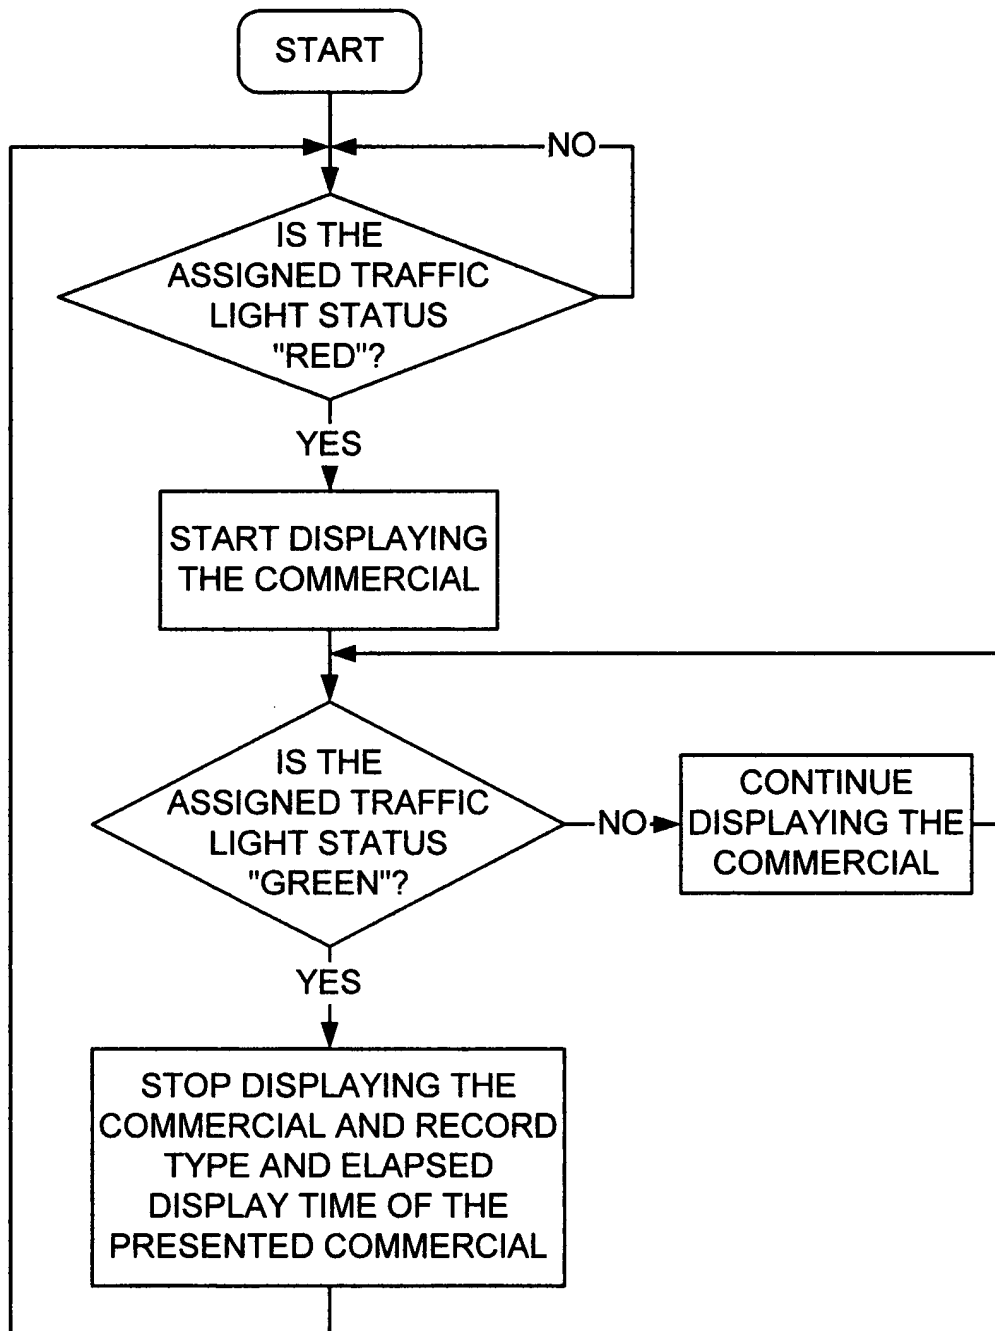 START
NO
IS THE
ASSIGNED TRAFFIC
LIGHT STATUS
"RED"?
YES
START DISPLAYING
THE COMMERCIAL
IS THE
ASSIGNED TRAFFIC
LIGHT STATUS
"GREEN"?
NO
CONTINUE
DISPLAYING THE
COMMERCIAL
YES
STOP DISPLAYING THE
COMMERCIAL AND RECORD
TYPE AND ELAPSED
DISPLAY TIME OF THE
PRESENTED COMMERCIAL